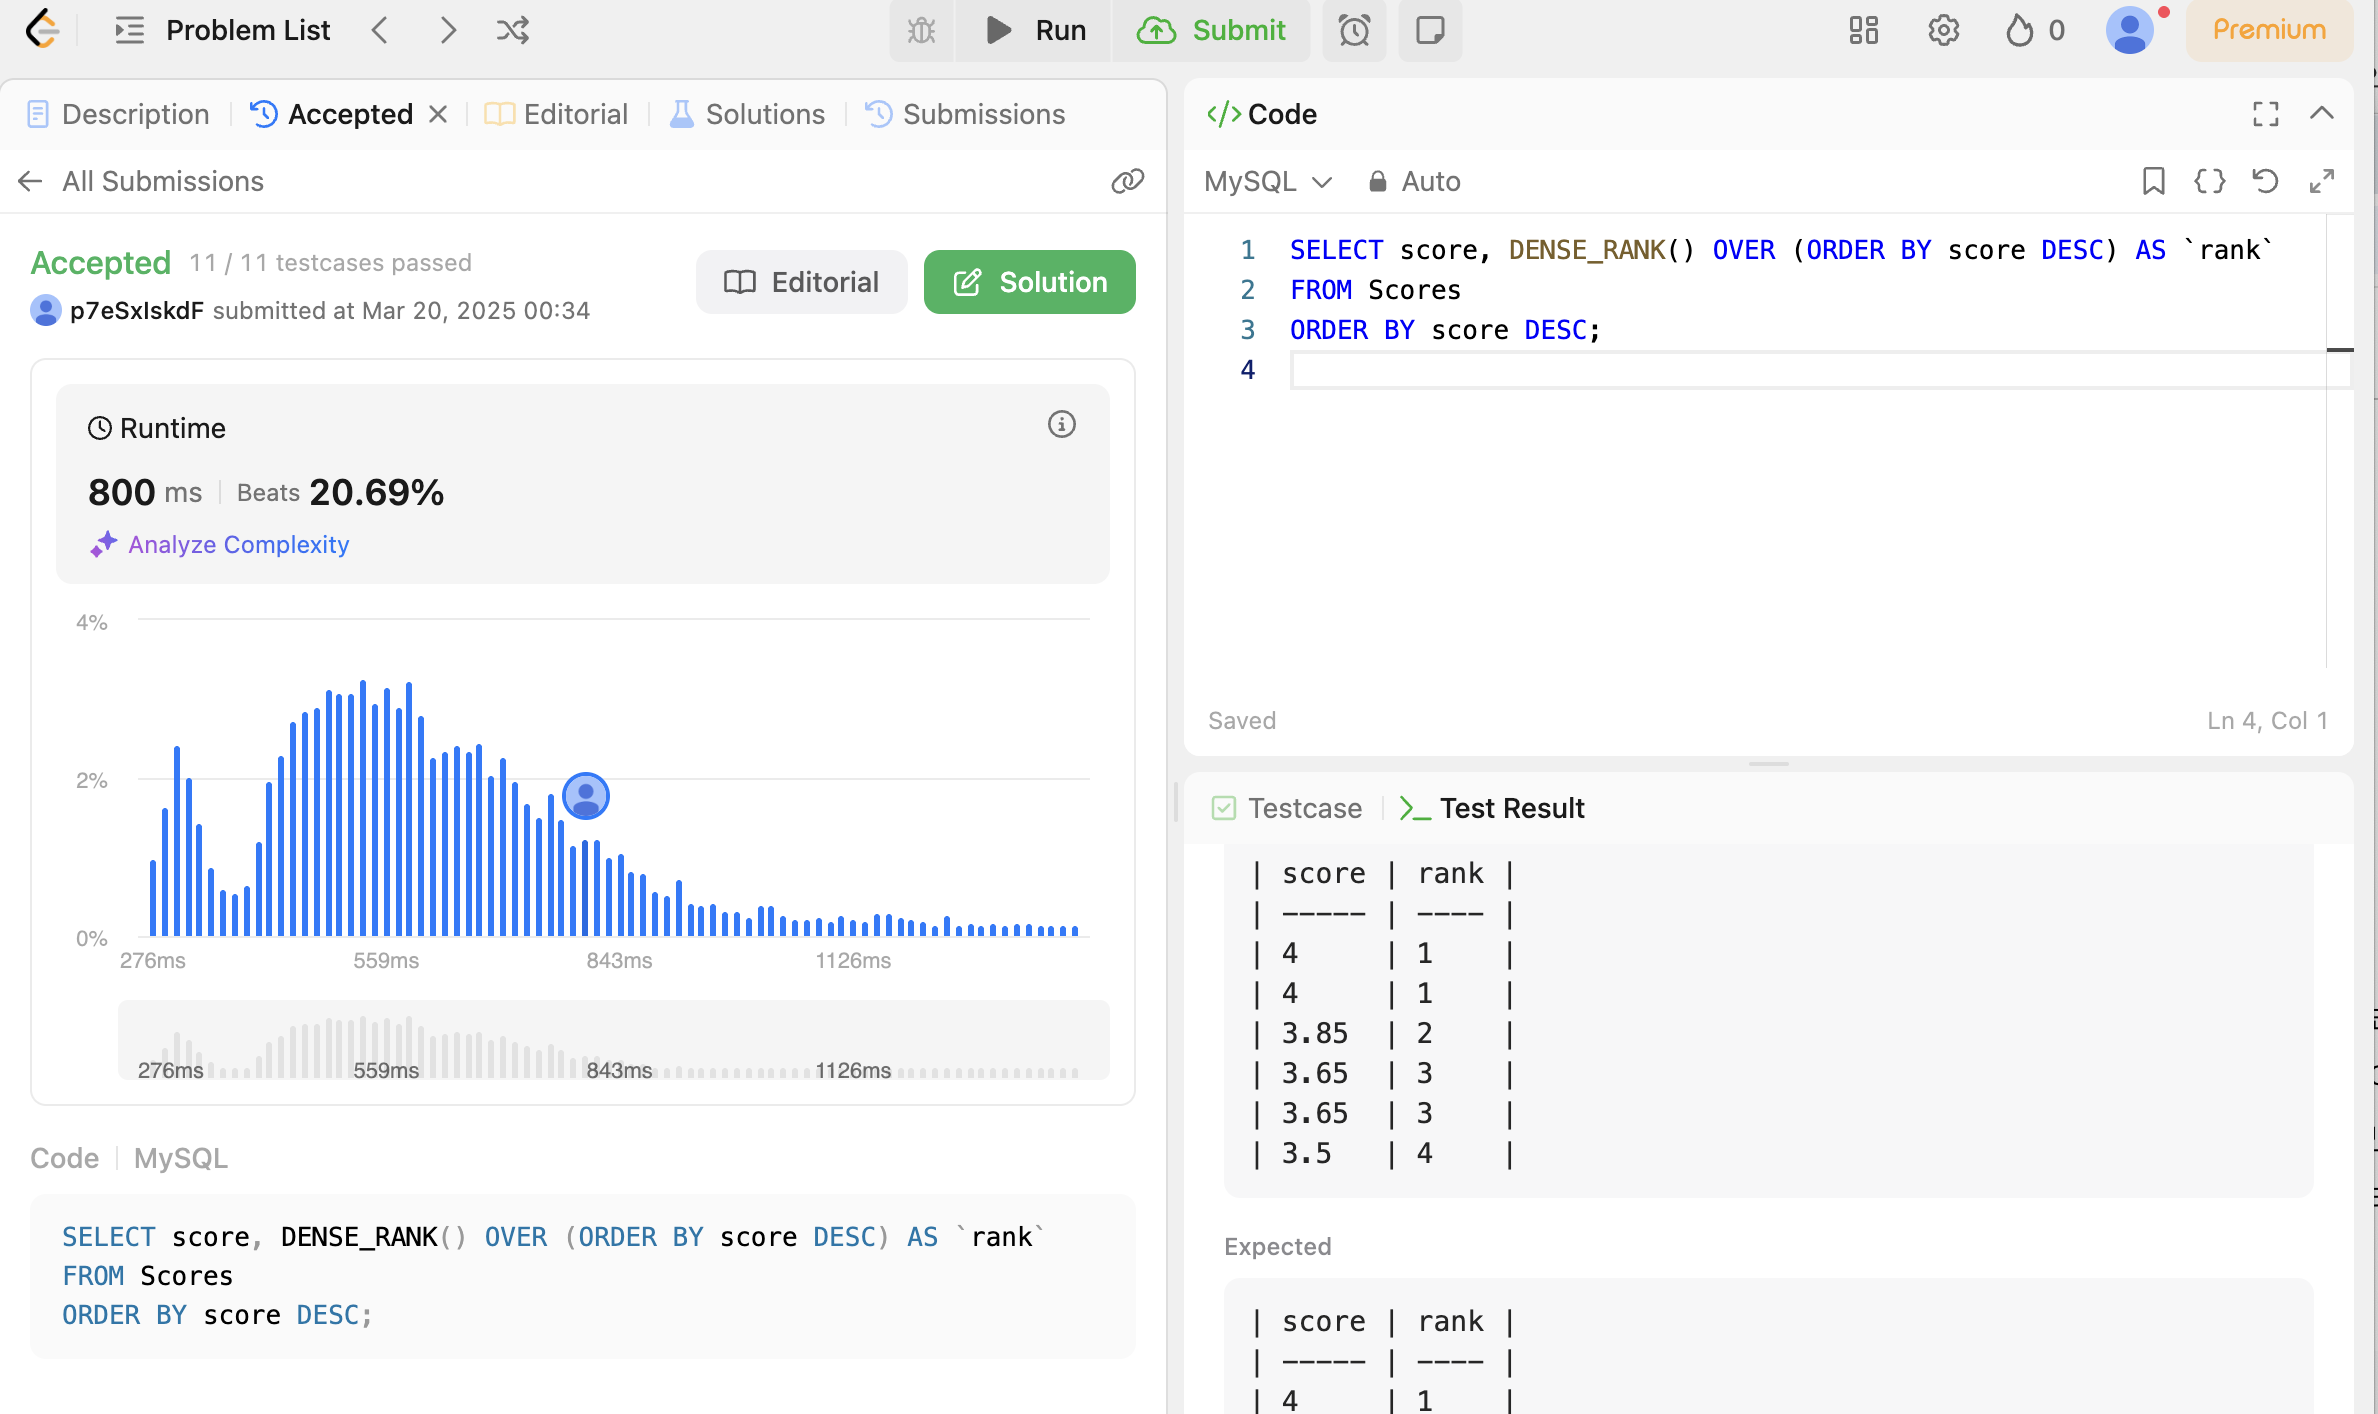 Problem List
Run
Submit
0
Premium
Description
Accepted
Editorial
Solutions
Submissions
All Submissions
Accepted 11 / 11 testcases passed
p7eSxIskdF submitted at Mar 20, 2025 00:34
Editorial
Solution
Runtime
800 ms Beats 20.69%
Analyze Complexity
4%
2%
0%
276ms 559ms 843ms 1126ms
276ms 559ms 843ms 1126ms
Code MySQL
SELECT score, DENSE_RANK() OVER (ORDER BY score DESC) AS `rank`
FROM Scores
ORDER BY score DESC;
</> Code
MySQL Auto
1 SELECT score, DENSE_RANK() OVER (ORDER BY score DESC) AS `rank`
2 FROM Scores
3 ORDER BY score DESC;
4
Saved
Ln 4, Col 1
Testcase
Test Result
| score | rank |
| ----- | ---- |
| 4 | 1 |
| 4 | 1 |
| 3.85 | 2 |
| 3.65 | 3 |
| 3.65 | 3 |
| 3.5 | 4 |
Expected
| score | rank |
| ----- | ---- |
| 4 | 1 |